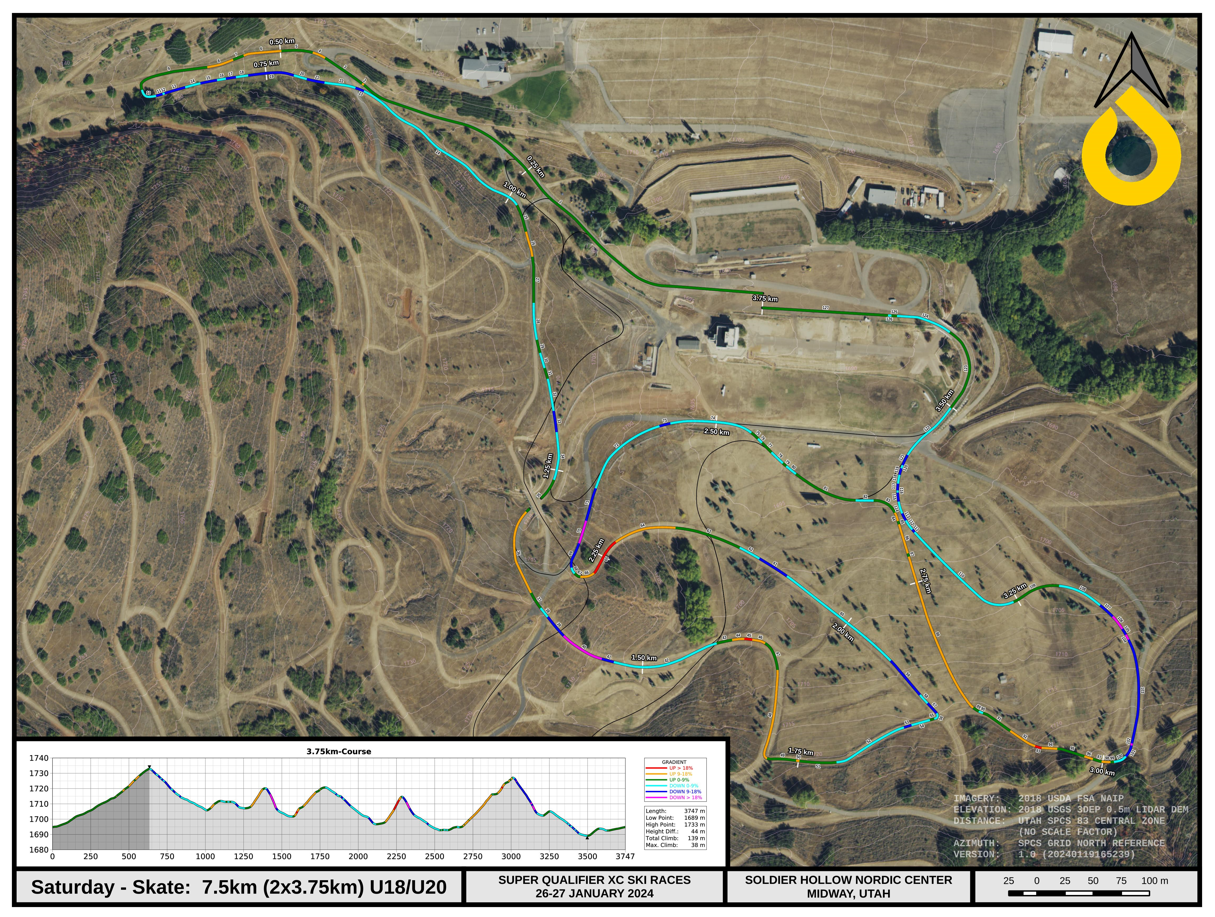 0.50 km
0.75 km
0.25 km
1.00 km
3.75 km
3.50 km
2.50 km
1.25 km
2.25 km
2.75 km
3.25 km
2.00 km
1.50 km
1.75 km
3.00 km
3.75km-Course
1740
1730
1720
1710
1700
1690
1680
0 250 500 750 1000 1250 1500 1750 2000 2250 2500 2750 3000 3250 3500 3747
GRADIENT
UP > 18%
UP 9-18%
UP 0-9%
DOWN 0-9%
DOWN 9-18%
DOWN > 18%
Length: 3747 m
Low Point: 1689 m
High Point: 1733 m
Height Diff.: 44 m
Total Climb: 139 m
Max. Climb: 38 m
IMAGERY: 2018 USDA FSA NAIP
ELEVATION: 2018 USGS 3DEP 0.5m LIDAR DEM
DISTANCE: UTAH SPCS 83 CENTRAL ZONE
(NO SCALE FACTOR)
AZIMUTH: SPCS GRID NORTH REFERENCE
VERSION: 1.0 (20240119165239)
Saturday - Skate: 7.5km (2x3.75km) U18/U20
SUPER QUALIFIER XC SKI RACES
26-27 JANUARY 2024
SOLDIER HOLLOW NORDIC CENTER
MIDWAY, UTAH
25 0 25 50 75 100 m